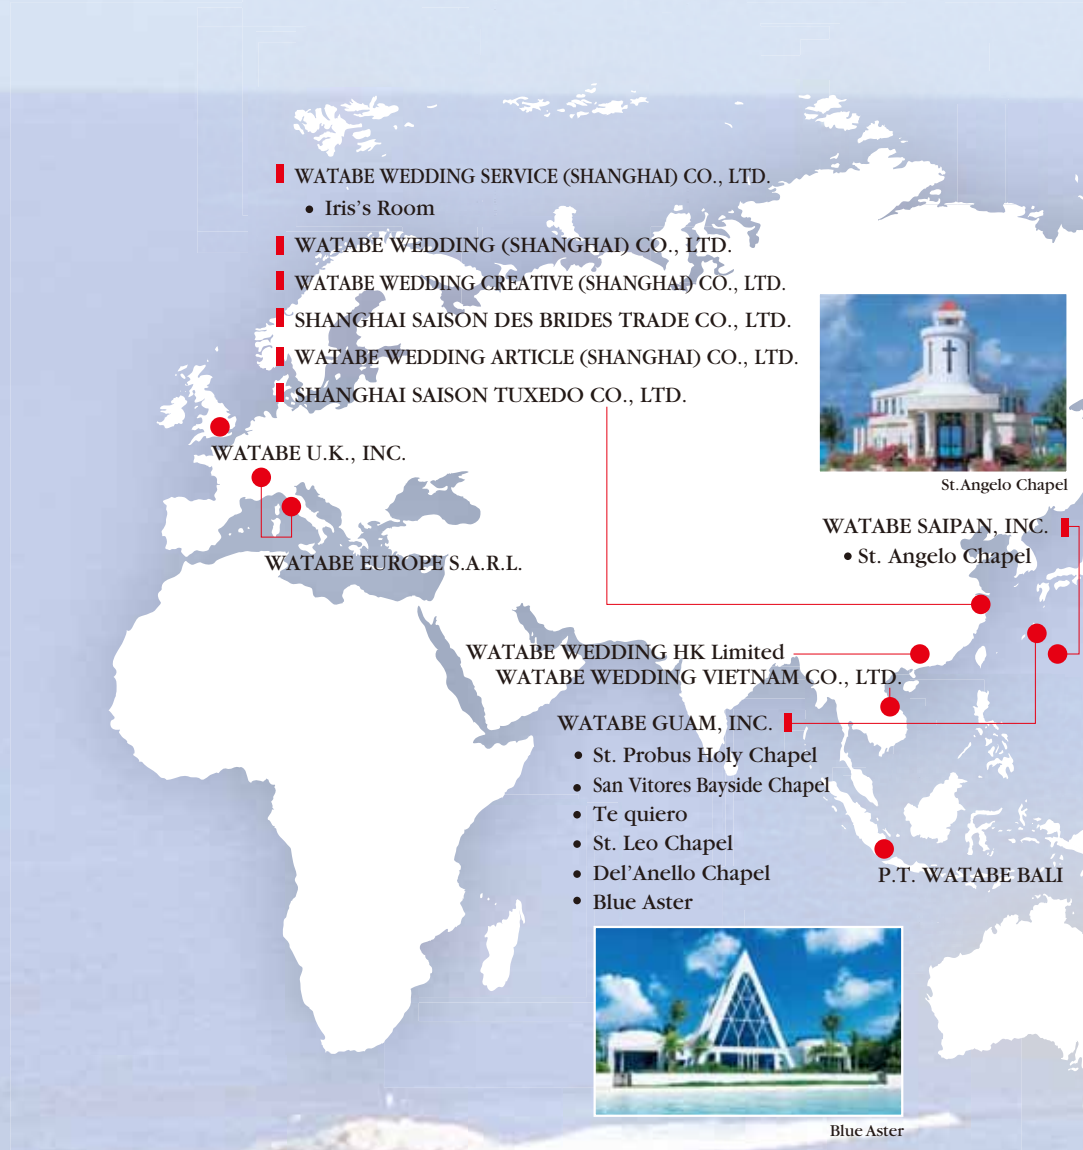 WATABE WEDDING SERVICE (SHANGHAI) CO., LTD.
• Iris's Room
WATABE WEDDING (SHANGHAI) CO., LTD.
WATABE WEDDING CREATIVE (SHANGHAI) CO., LTD.
SHANGHAI SAISON DES BRIDES TRADE CO., LTD.
WATABE WEDDING ARTICLE (SHANGHAI) CO., LTD.
SHANGHAI SAISON TUXEDO CO., LTD.
WATABE U.K., INC.
WATABE EUROPE S.A.R.L.
St. Angelo Chapel
WATABE SAIPAN, INC.
• St. Angelo Chapel
WATABE WEDDING HK Limited
WATABE WEDDING VIETNAM CO., LTD.
WATABE GUAM, INC.
• St. Probus Holy Chapel
• San Vitores Bayside Chapel
• Te quiero
• St. Leo Chapel
• Del’Anello Chapel
• Blue Aster
P.T. WATABE BALI
Blue Aster